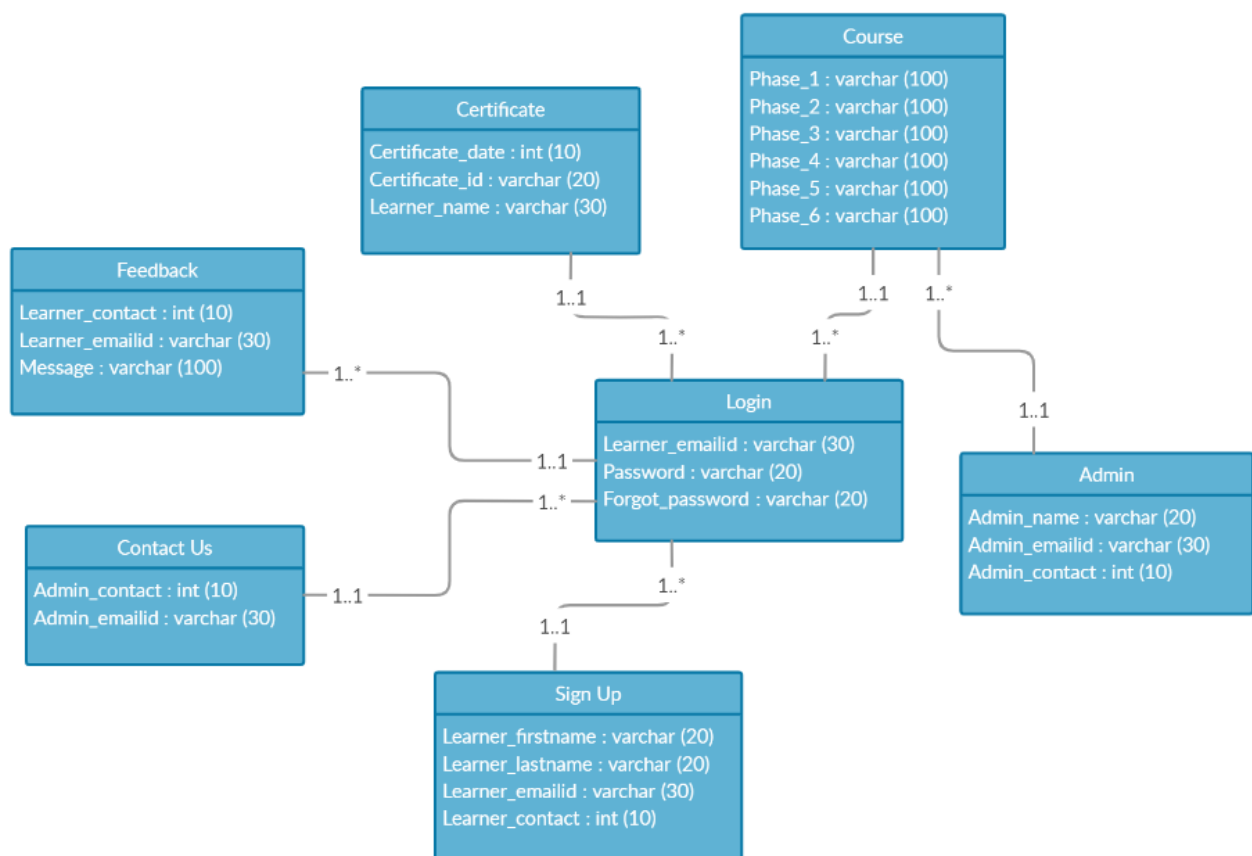 Course
Phase_1 : varchar (100)
Phase_2 : varchar (100)
Phase_3 : varchar (100)
Phase_4 : varchar (100)
Phase_5 : varchar (100)
Phase_6 : varchar (100)
Certificate
Certificate_date : int (10)
Certificate_id : varchar (20)
Learner_name : varchar (30)
Feedback
Learner_contact : int (10)
Learner_emailid : varchar (30)
Message : varchar (100)
1..1
1..*
1..1
1..*
1..*
1..1
1..*
1..1
Login
Learner_emailid : varchar (30)
Password : varchar (20)
Forgot_password : varchar (20)
Admin
Admin_name : varchar (20)
Admin_emailid : varchar (30)
Admin_contact : int (10)
1..*
1..1
Contact Us
Admin_contact : int (10)
Admin_emailid : varchar (30)
1..*
1..1
Sign Up
Learner_firstname : varchar (20)
Learner_lastname : varchar (20)
Learner_emailid : varchar (30)
Learner_contact : int (10)